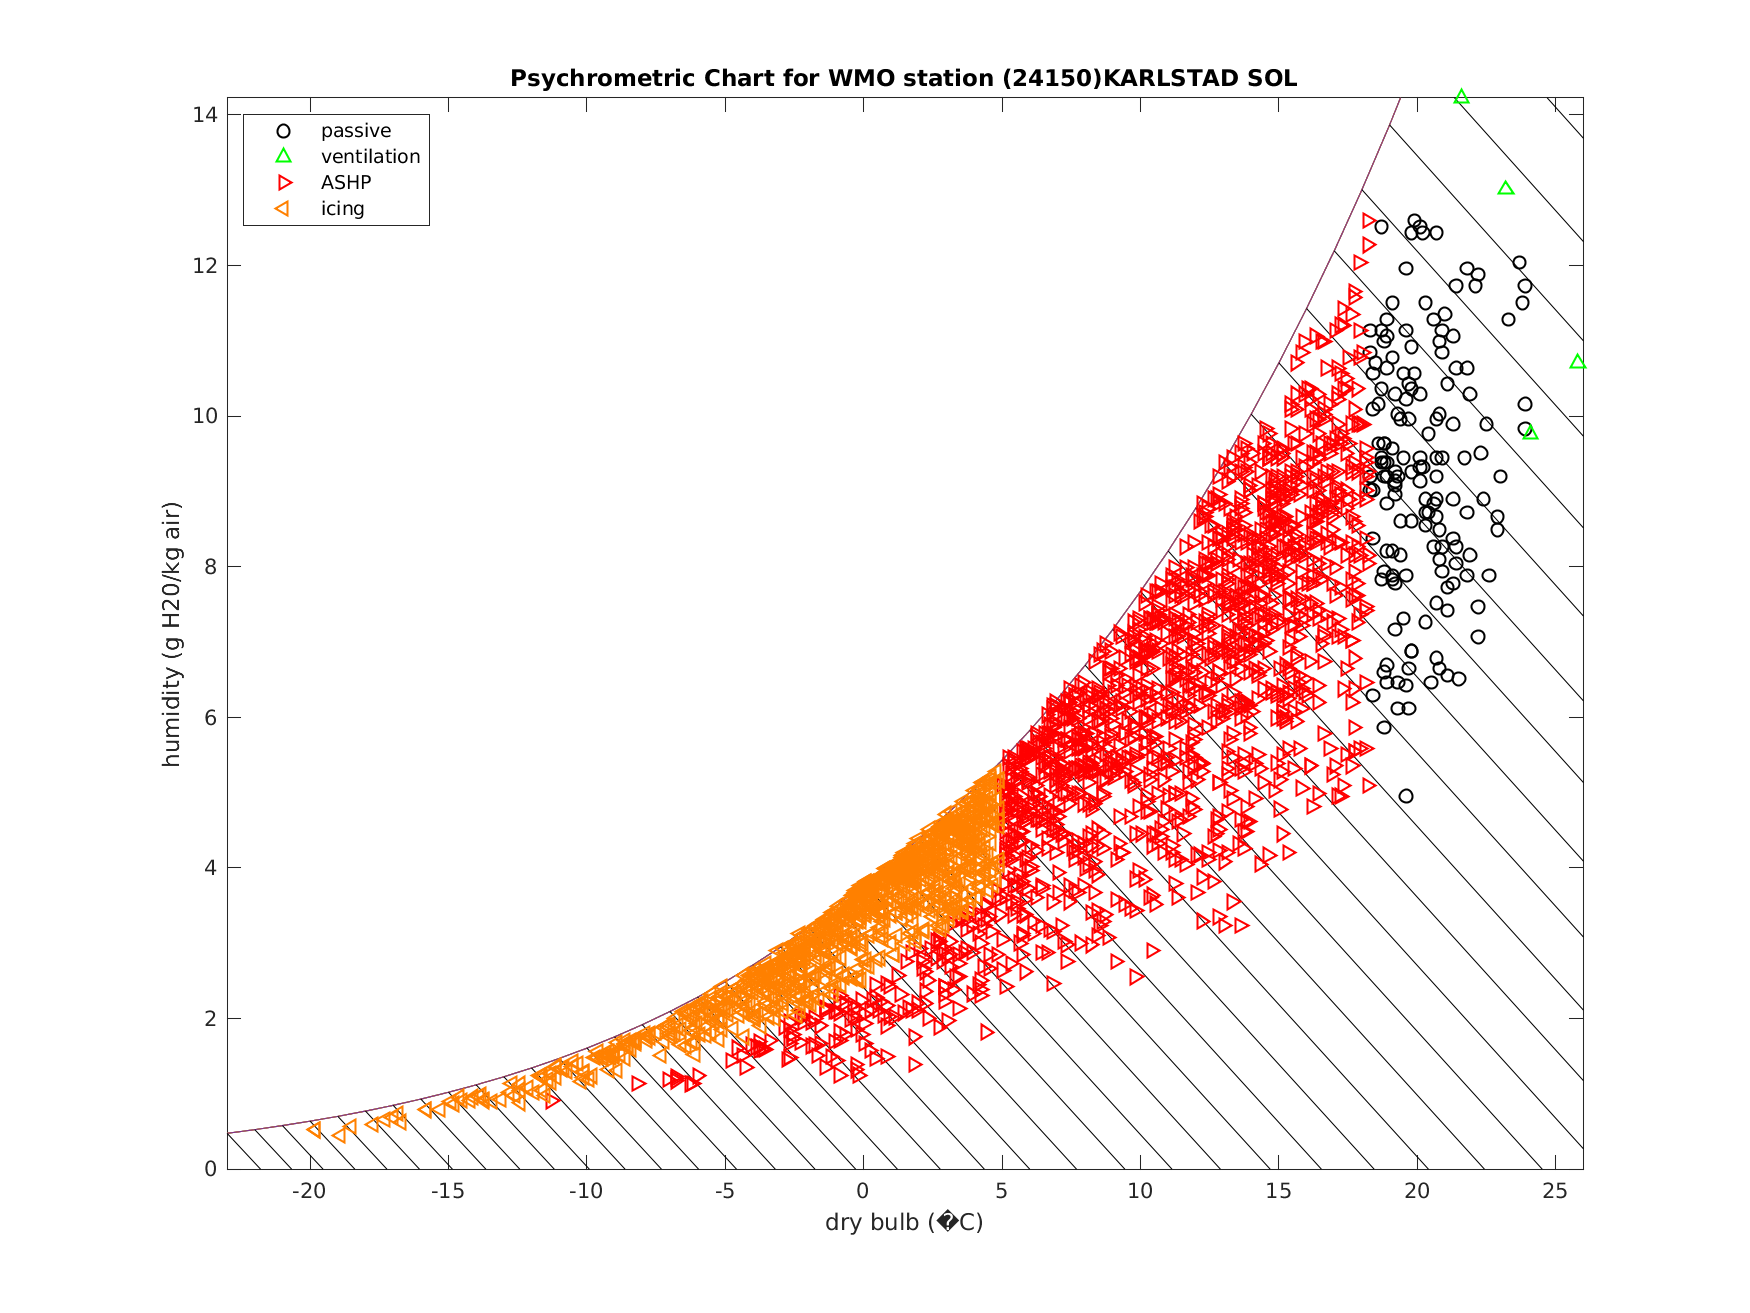 Psychrometric Chart for WMO station (24150)KARLSTAD SOL
passive
ventilation
ASHP
icing
14
12
10
8
6
4
2
0
humidity (g H20/kg air)
-20 -15 -10 -5 0 5 10 15 20 25
dry bulb (�C)